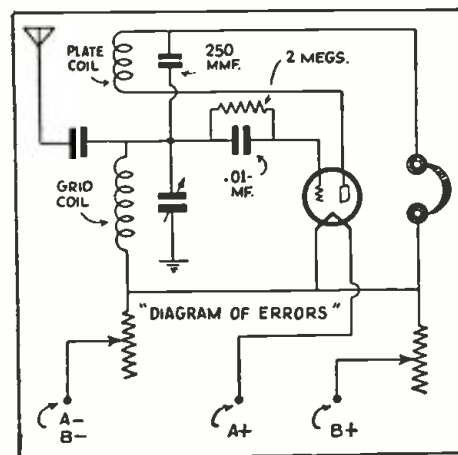 PLATE
COIL
250
MMF.
2 MEGS.
GRID
COIL
.01-
MF.
"DIAGRAM OF ERRORS"
A-
B-
A+
B+